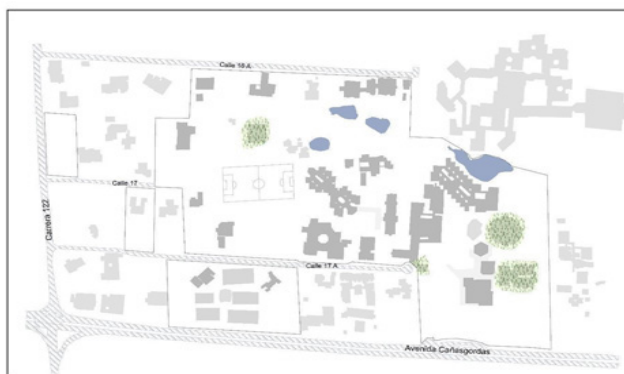 Calle 18 A
Calle 17
Carrera 122
Calle 17 A
Avenida Cañasgordas